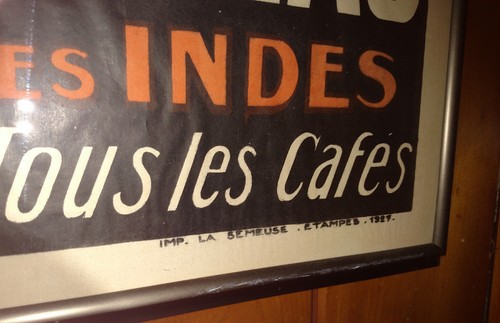 ES INDES
Tous les Cafés
IMP. LA SEMEUSE . ETAMPES . 1927.